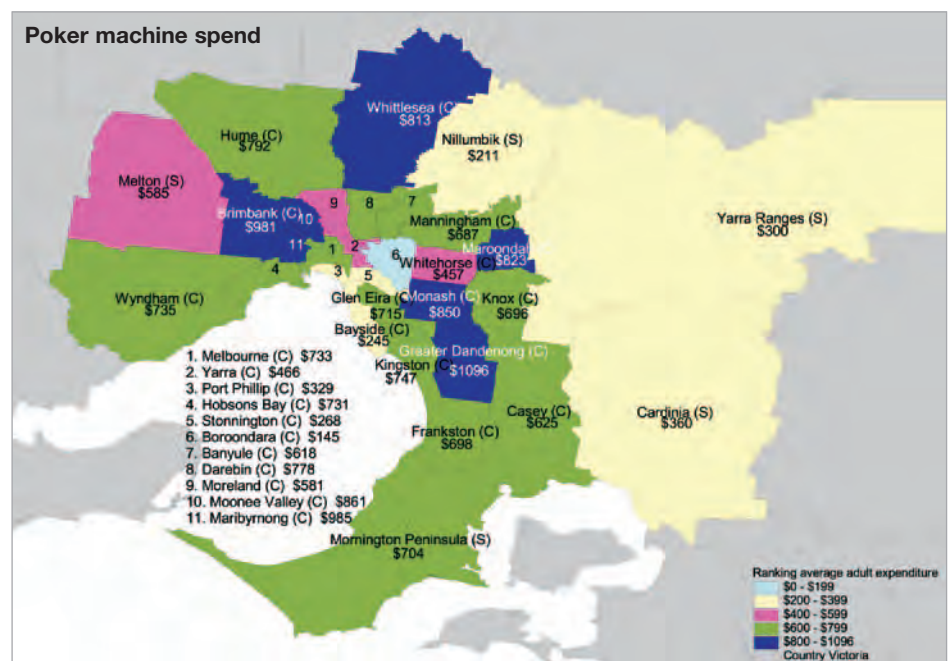 Poker machine spend
Whittlesea (C)
$813
Hume (C)
$792
Nillumbik (S)
$211
Melton (S)
$585
9
8
7
Brimbank (C)
$981
10
Manningham (C)
$687
Yarra Ranges (S)
$300
11
1
2
6
Maroondah
$823
Whitehorse (C)
$457
4
3
5
Wyndham (C)
$735
Glen Eira (C)
$715
Monash (C)
$850
Knox (C)
$696
Bayside (C)
$245
Greater Dandenong (C)
$1096
Kingston (C)
$747
1. Melbourne (C) $733
2. Yarra (C) $466
3. Port Phillip (C) $329
4. Hobsons Bay (C) $731
5. Stonnington (C) $268
6. Boroondara (C) $145
7. Banyule (C) $618
8. Darebin (C) $778
9. Moreland (C) $581
10. Moonee Valley (C) $861
11. Maribyrnong (C) $985
Casey (C)
$625
Cardinia (S)
$360
Frankston (C)
$698
Mornington Peninsula (S)
$704
Ranking average adult expenditure
$0 - $199
$200 - $399
$400 - $599
$600 - $799
$800 - $1096
Country Victoria